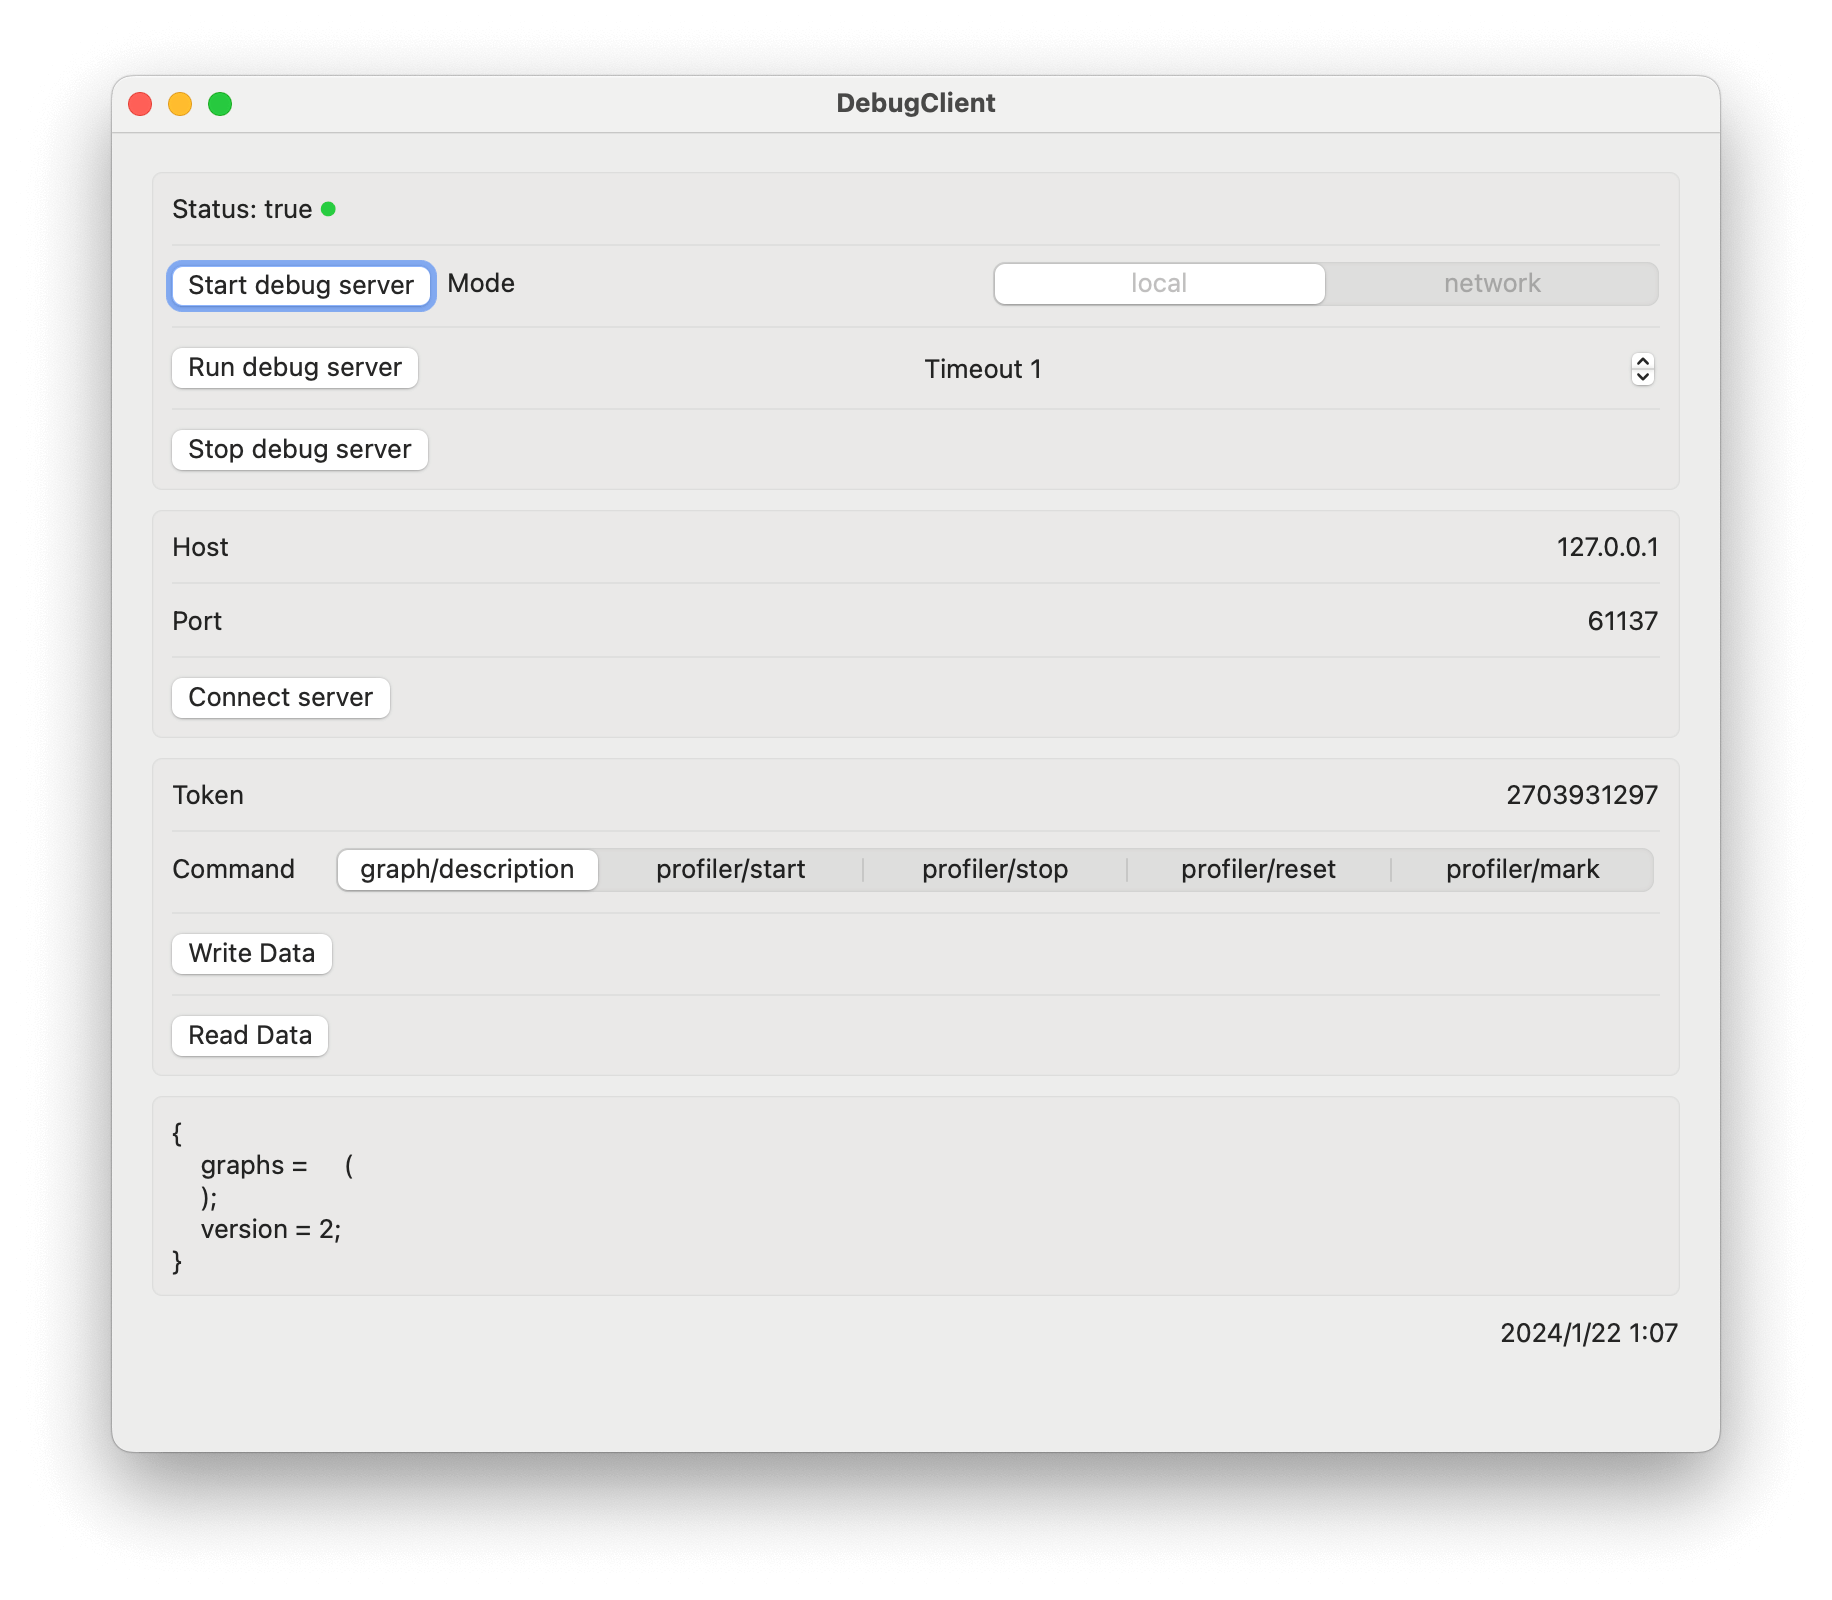 DebugClient
Status: true
Start debug server Mode local network
Run debug server Timeout 1
Stop debug server
Host 127.0.0.1
Port 61137
Connect server
Token 2703931297
Command graph/description profiler/start profiler/stop profiler/reset profiler/mark
Write Data
Read Data
{
graphs = (
);
version = 2;
}
2024/1/22 1:07